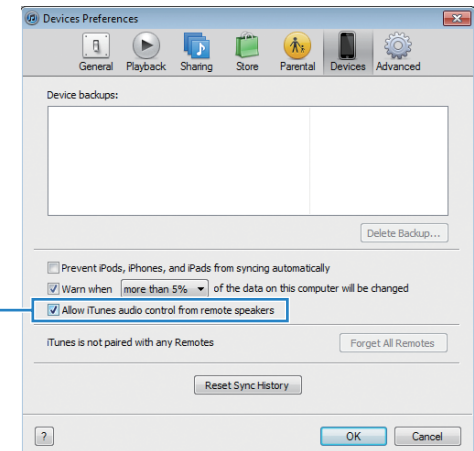 Devices Preferences
General Playback Sharing Store Parental Devices Advanced
Device backups:
Delete Backup...
Prevent iPods, iPhones, and iPads from syncing automatically
Warn when more than 5% of the data on this computer will be changed
Allow iTunes audio control from remote speakers
iTunes is not paired with any Remotes
Forget All Remotes
Reset Sync History
? OK Cancel